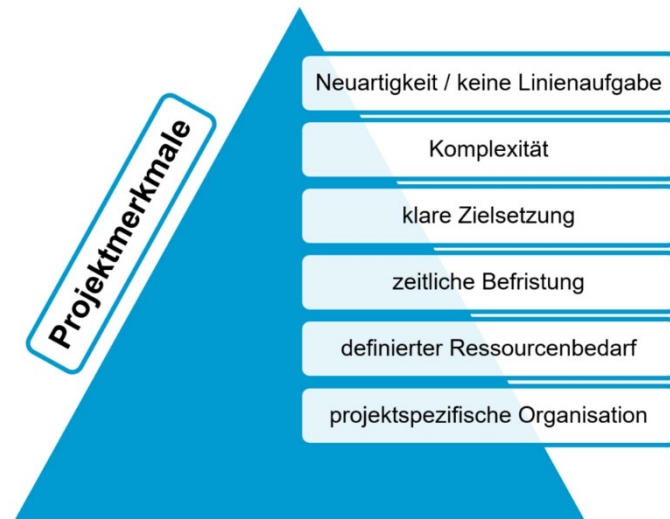 Projektmerkmale
Neuartigkeit / keine Linienaufgabe
Komplexität
klare Zielsetzung
zeitliche Befristung
definierter Ressourcenbedarf
projektspezifische Organisation